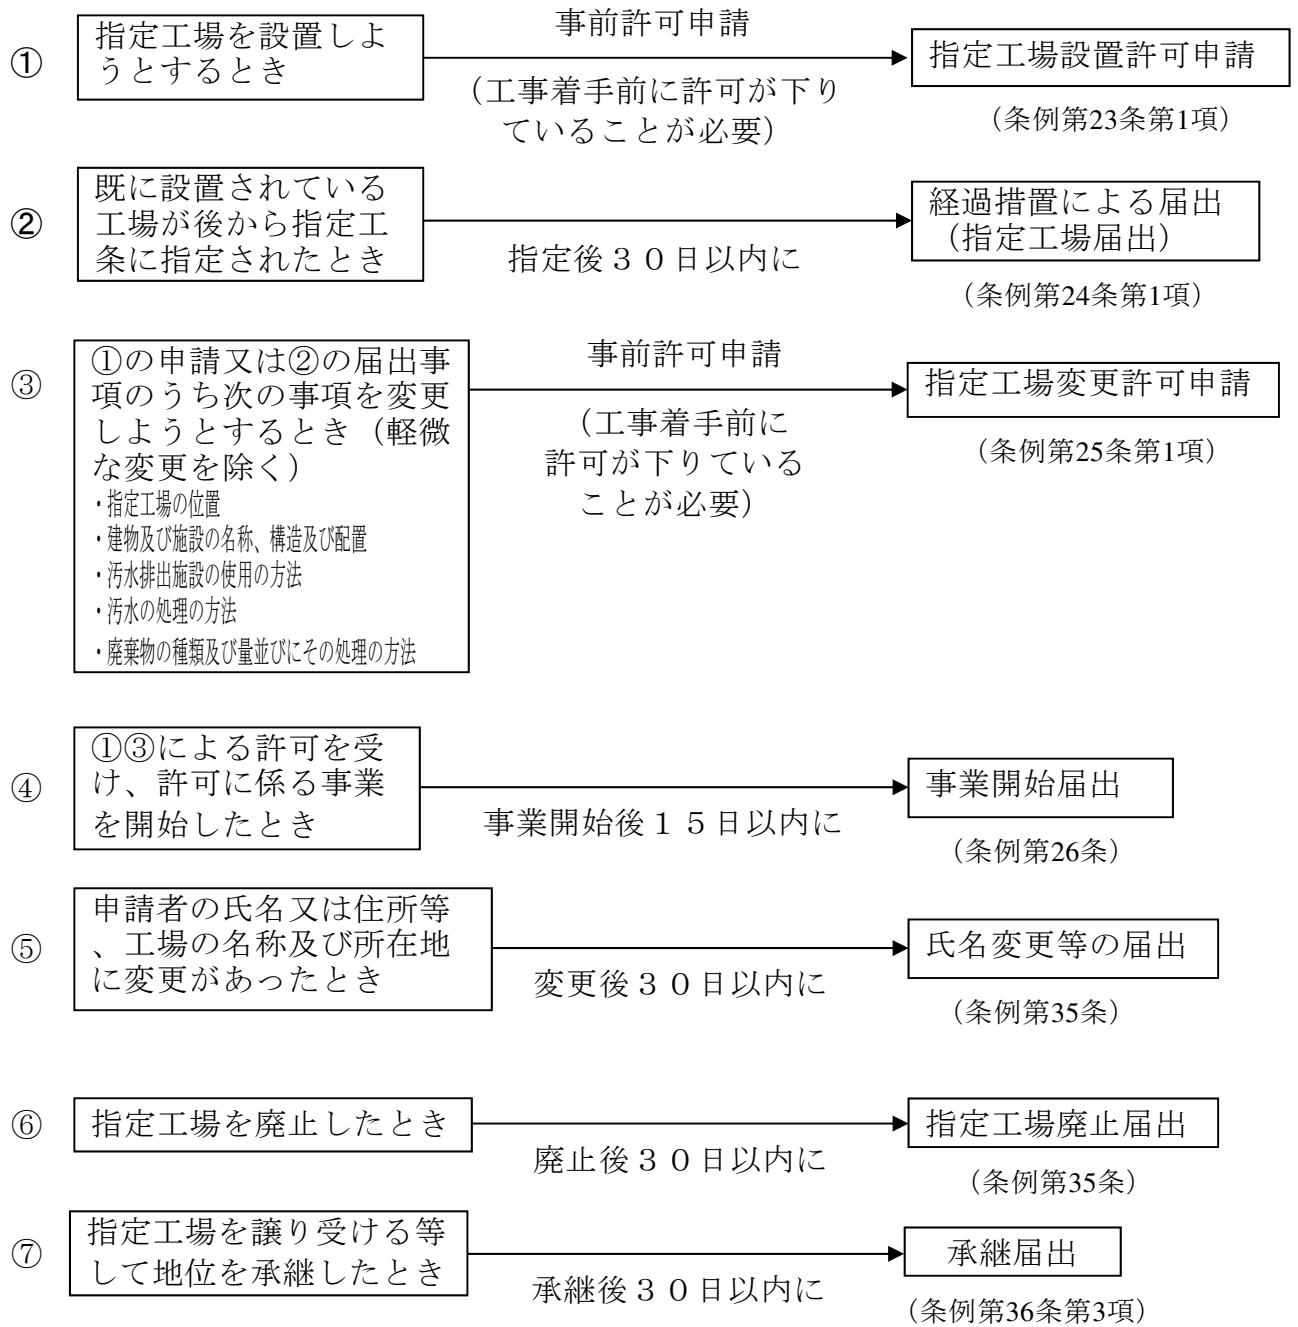 ①
指定工場を設置しよ
うとするとき
事前許可申請
(工事着手前に許可が下り
ていることが必要)
指定工場設置許可申請
(条例第23条第1項)
②
既に設置されている
工場が後から指定工
条に指定されたとき
指定後３０日以内に
経過措置による届出
(指定工場届出)
(条例第24条第1項)
③
①の申請又は②の届出事
項のうち次の事項を変更
しようとするとき（軽微
な変更を除く）
・指定工場の位置
・建物及び施設の名称、構造及び配置
・汚水排出施設の使用の方法
・汚水の処理の方法
・廃棄物の種類及び量並びにその処理の方法
事前許可申請
(工事着手前に
許可が下りている
ことが必要)
指定工場変更許可申請
(条例第25条第1項)
④
①③による許可を受
け、許可に係る事業
を開始したとき
事業開始後１５日以内に
事業開始届出
(条例第26条)
⑤
申請者の氏名又は住所等
、工場の名称及び所在地
に変更があったとき
変更後３０日以内に
氏名変更等の届出
(条例第35条)
⑥
指定工場を廃止したとき
廃止後３０日以内に
指定工場廃止届出
(条例第35条)
⑦
指定工場を譲り受ける等
して地位を承継したとき
承継後３０日以内に
承継届出
(条例第36条第3項)